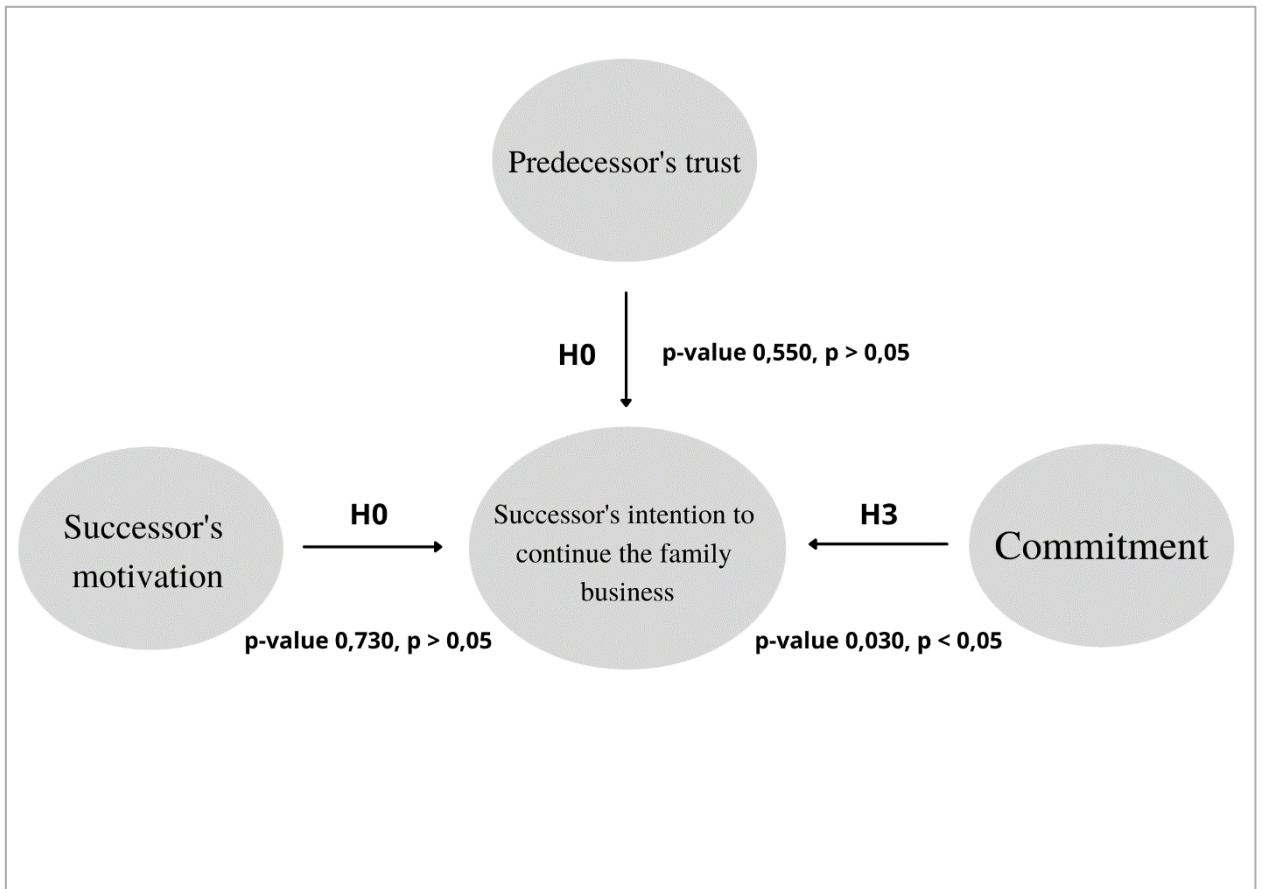 Predecessor's trust
H0
p-value 0,550, p > 0,05
Successor's
motivation
H0
p-value 0,730, p > 0,05
Successor's intention to
continue the family
business
H3
p-value 0,030, p < 0,05
Commitment